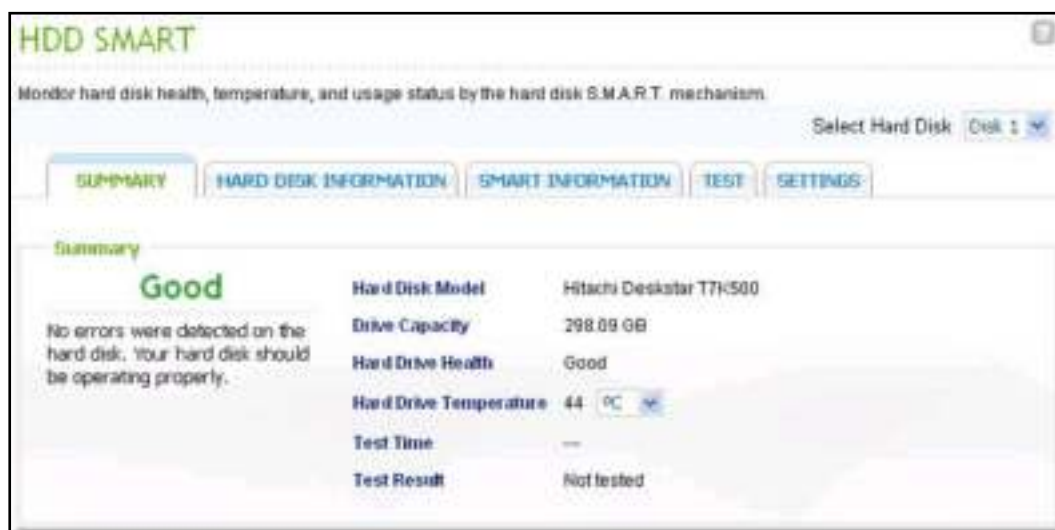 HDD SMART
Monitor hard disk health, temperature, and usage status by the hard disk S.M.A.R.T. mechanism.
Select Hard Disk Disk 1
SUMMARY HARD DISK INFORMATION SMART INFORMATION TEST SETTINGS
Summary
Good
No errors were detected on the
hard disk. Your hard disk should
be operating properly.
Hard Disk Model Hitachi Deskstar T7K500
Drive Capacity 298.09 GB
Hard Drive Health Good
Hard Drive Temperature 44 ºC
Test Time ---
Test Result Not tested